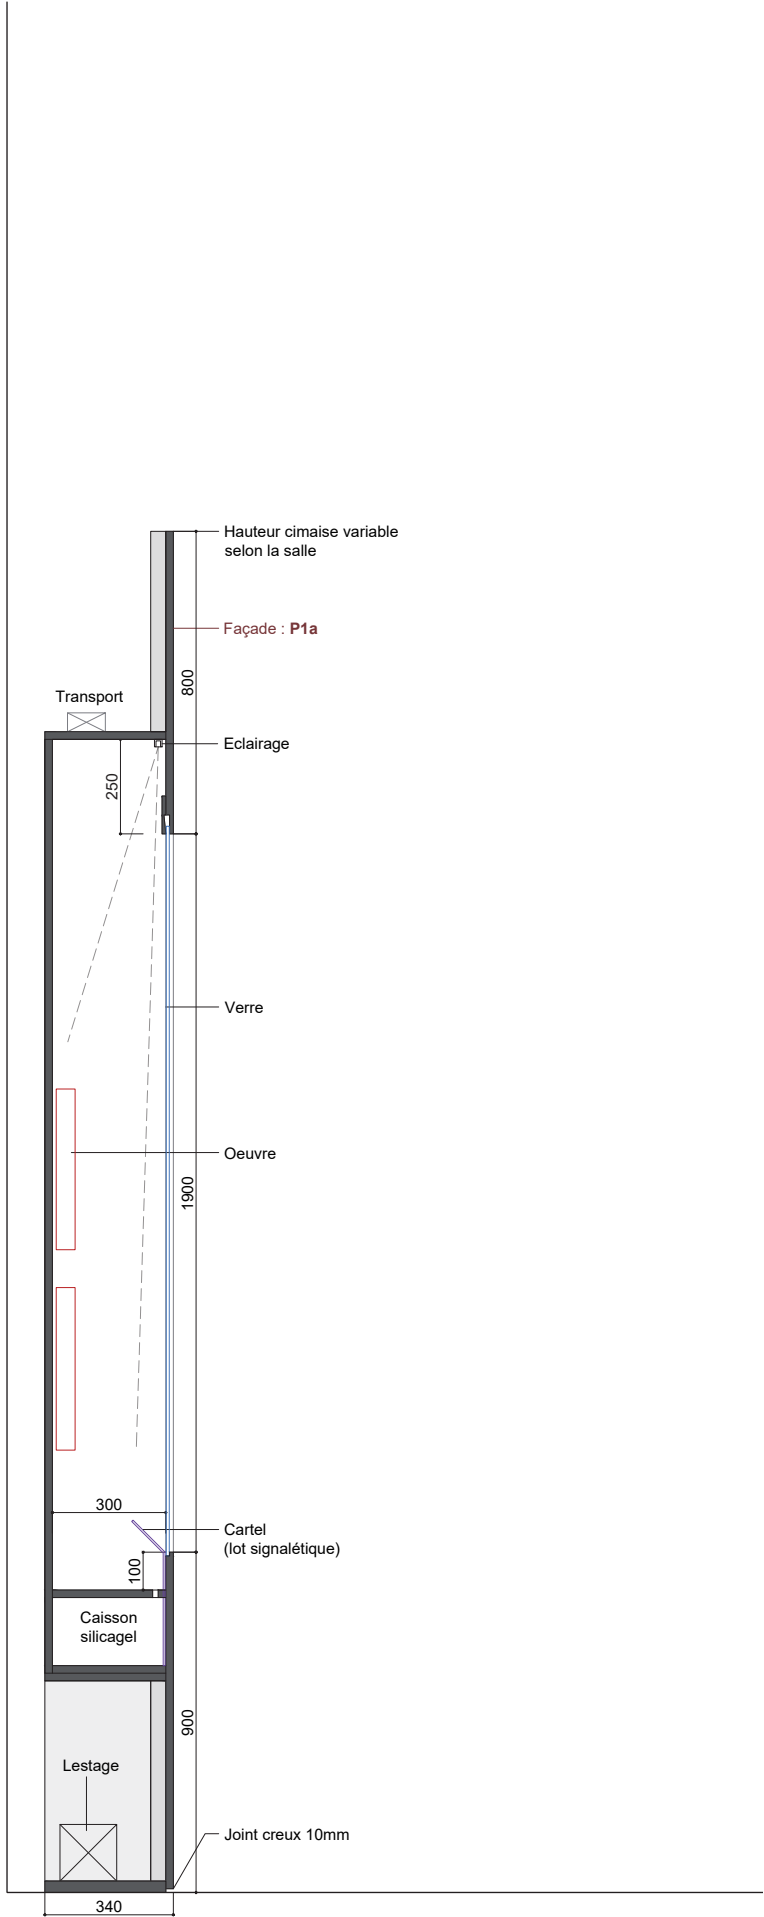 Hauteur cimaise variable
selon la salle
Façade : P1a
800
Transport
Eclairage
250
Verre
Oeuvre
1900
300
Cartel
(lot signalétique)
100
Caisson
silicagel
900
Lestage
Joint creux 10mm
340